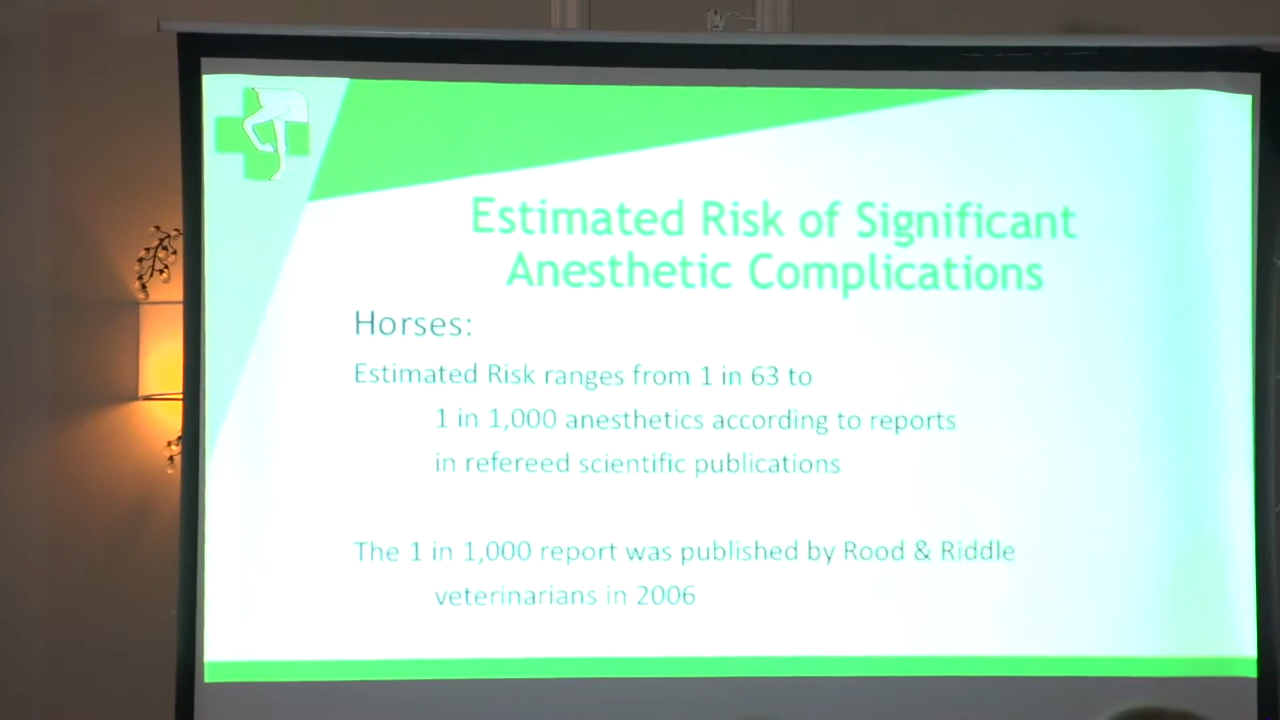 Estimated Risk of Significant
Anesthetic Complications
Horses:
Estimated Risk ranges from 1 in 63 to
1 in 1,000 anesthetics according to reports
in refereed scientific publications
The 1 in 1,000 report was published by Rood & Riddle
veterinarians in 2006